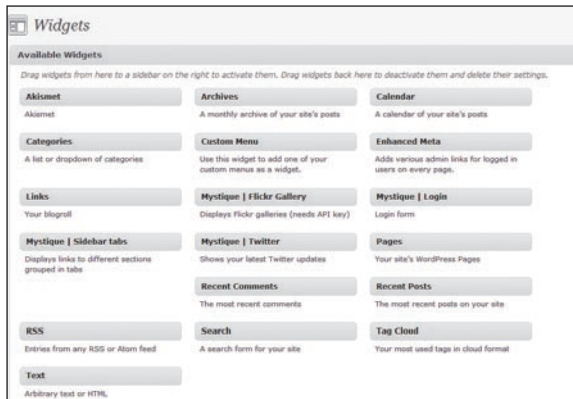 Widgets
Available Widgets
Drag widgets from here to a sidebar on the right to activate them. Drag widgets back here to deactivate them and delete their settings.
Akismet
Archives
Calendar
Akismet
A monthly archive of your site's posts
A calendar of your site's posts
Categories
Custom Menu
Enhanced Meta
A list or dropdown of categories
Use this widget to add one of your
custom menus as a widget.
Adds various admin links for logged in
users on every page.
Links
Mystique | Flickr Gallery
Mystique | Login
Your blogroll
Displays Flickr galleries (needs API key)
Login form
Mystique | Sidebar tabs
Mystique | Twitter
Pages
Displays links to different sections
grouped in tabs
Shows your latest Twitter updates
Your site's WordPress Pages
Recent Comments
Recent Posts
The most recent comments
The most recent posts on your site
RSS
Search
Tag Cloud
Entries from any RSS or Atom feed
A search form for your site
Your most used tags in cloud format
Text
Arbitrary text or HTML